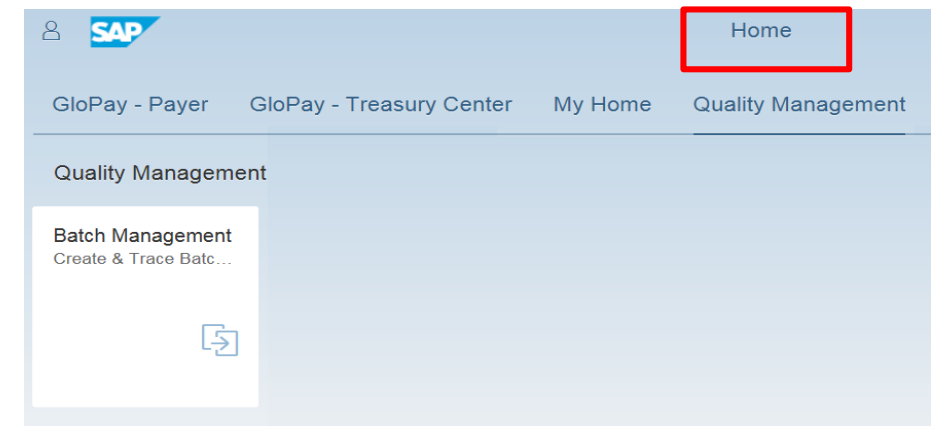 SAP Home
GloPay - Payer GloPay - Treasury Center My Home Quality Management
Quality Management
Batch Management
Create & Trace Batc...